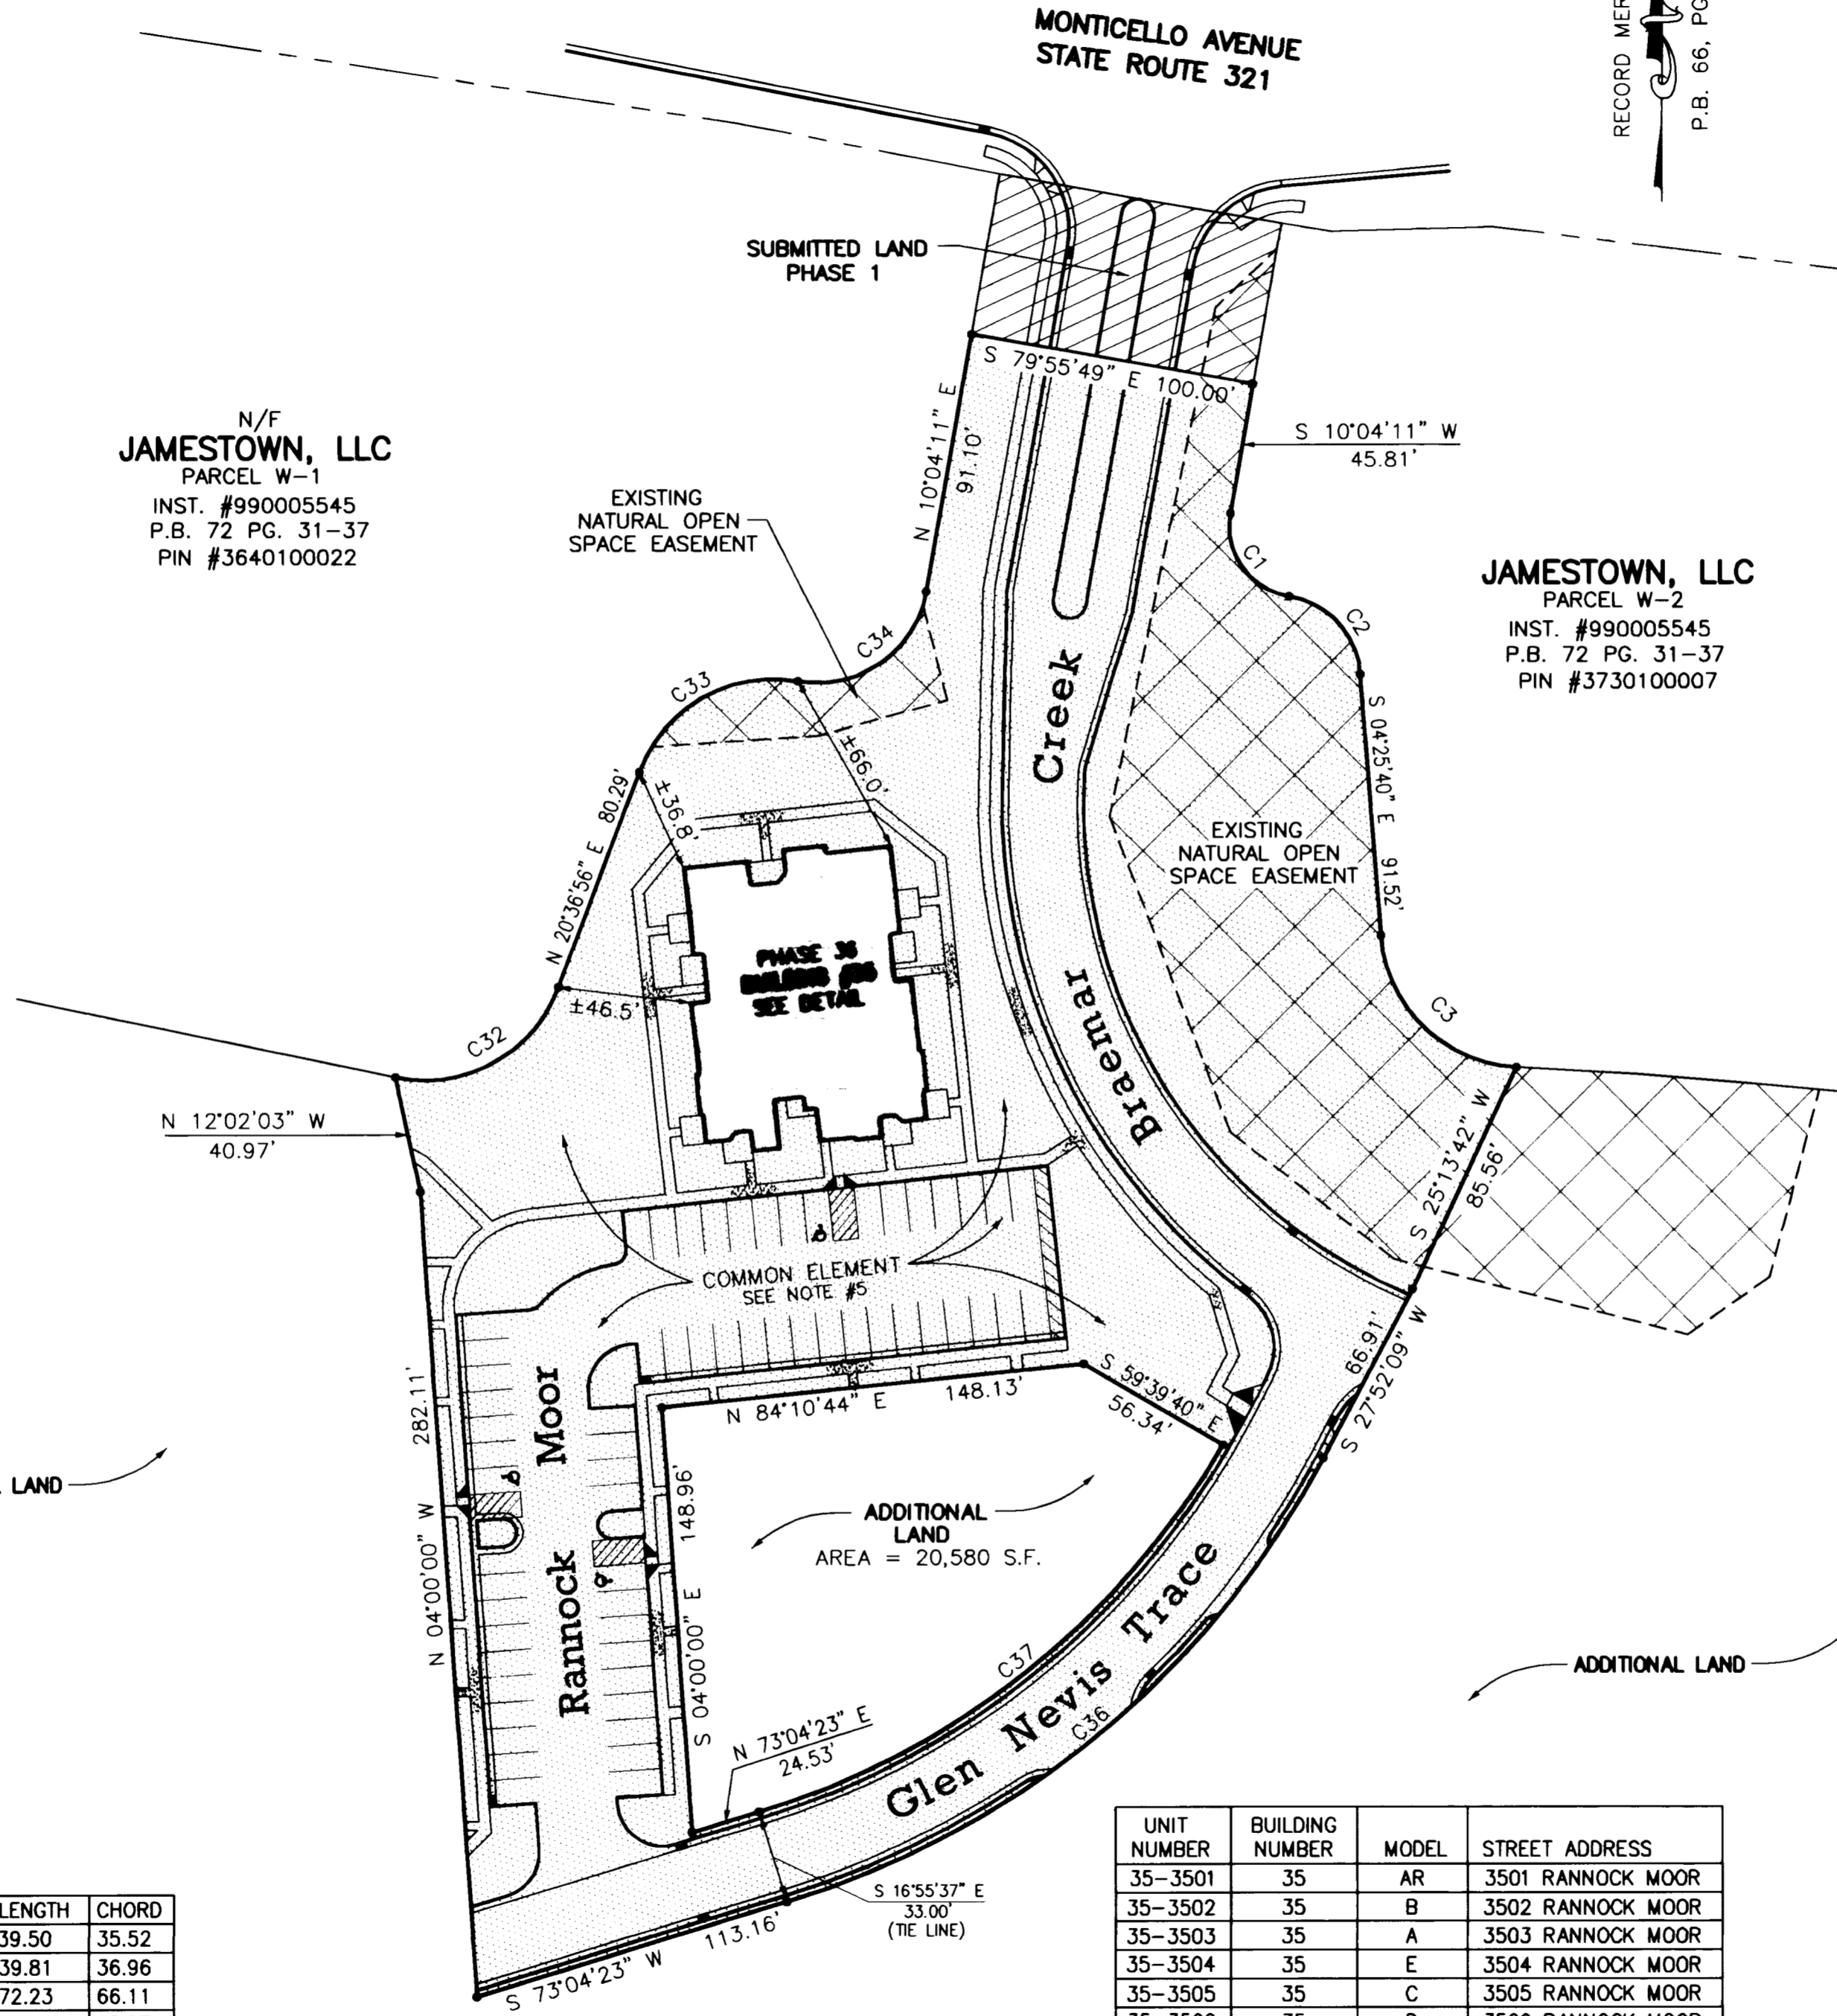 MONTICELLO AVENUE
STATE ROUTE 321
RECORD MER
P.B. 66, PG
SUBMITTED LAND
PHASE 1
S 79°55'49" E 100.00'
N 10°04'11" E
91.10'
S 10°04'11" W
45.81'
N/F
JAMESTOWN, LLC
PARCEL W-1
INST. #990005545
P.B. 72 PG. 31-37
PIN #3640100022
EXISTING
NATURAL OPEN
SPACE EASEMENT
C1
C2
JAMESTOWN, LLC
PARCEL W-2
INST. #990005545
P.B. 72 PG. 31-37
PIN #3730100007
C34
C33
Creek
S 04°25'40" E 91.52'
±66.0'
±36.8'
N 20°36'56" E 80.29'
EXISTING
NATURAL OPEN
SPACE EASEMENT
SEE DETAIL
±46.5'
Braemar
C3
C32
N 12°02'03" W
40.97'
S 25°13'42" W
85.56'
COMMON ELEMENT
SEE NOTE #5
66.91'
S 27°52'09" W
S 59°39'40" E
56.34'
N 84°10'44" E 148.13'
N 04°00'00" W 282.11'
Rannock Moor
LAND
S 04°00'00" E 148.96'
ADDITIONAL
LAND
AREA = 20,580 S.F.
C37
Glen Nevis Trace
C36
ADDITIONAL LAND
N 73°04'23" E
24.53'
S 16°55'37" E
33.00'
(TIE LINE)
S 73°04'23" W 113.16'
LENGTH CHORD
39.50 35.52
39.81 36.96
72.23 66.11
UNIT NUMBER BUILDING NUMBER MODEL STREET ADDRESS
35-3501 35 AR 3501 RANNOCK MOOR
35-3502 35 B 3502 RANNOCK MOOR
35-3503 35 A 3503 RANNOCK MOOR
35-3504 35 E 3504 RANNOCK MOOR
35-3505 35 C 3505 RANNOCK MOOR